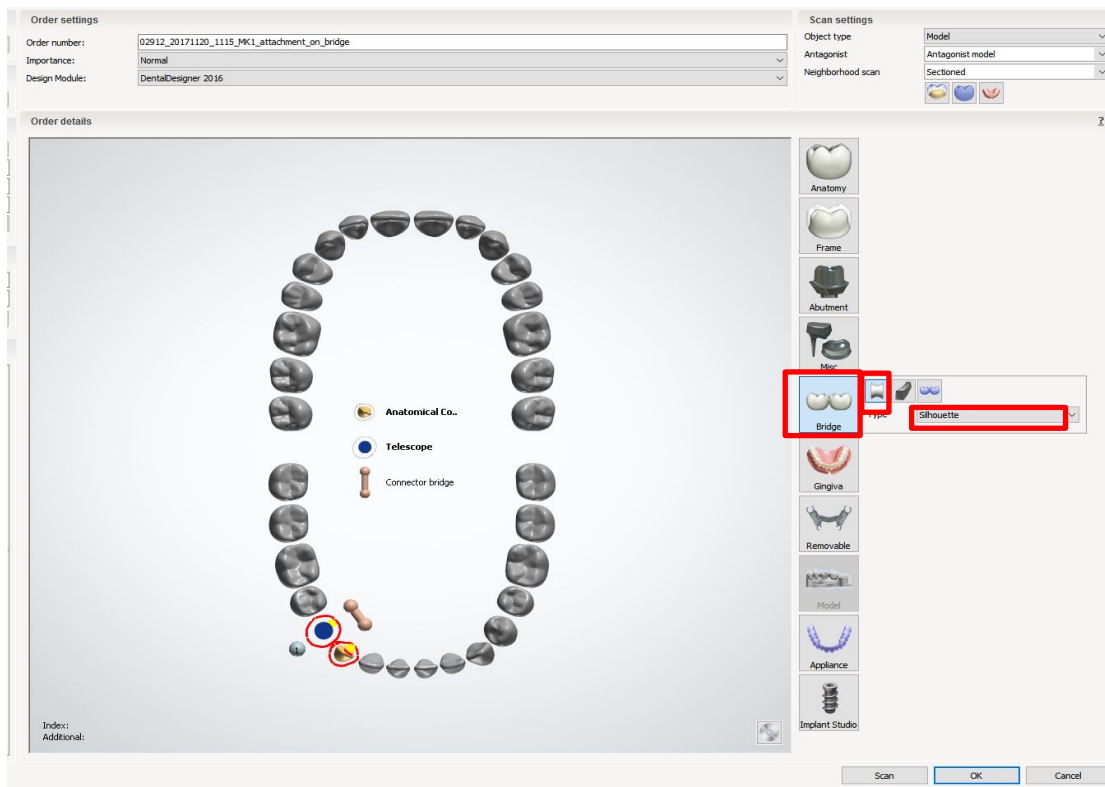 Order settings
Order number: 02912_20171120_1115_MK1_attachment_on_bridge
Importance: Normal
Design Module: DentalDesigner 2016
Scan settings
Object type Model
Antagonist Antagonist model
Neighborhood scan Sectioned
Order details
?
Anatomy
Frame
Abutment
Misc
Bridge
Type Silhouette
Gingiva
Removable
Model
Appliance
Implant Studio
Anatomical Co..
Telescope
Connector bridge
Index:
Additional:
Scan OK Cancel